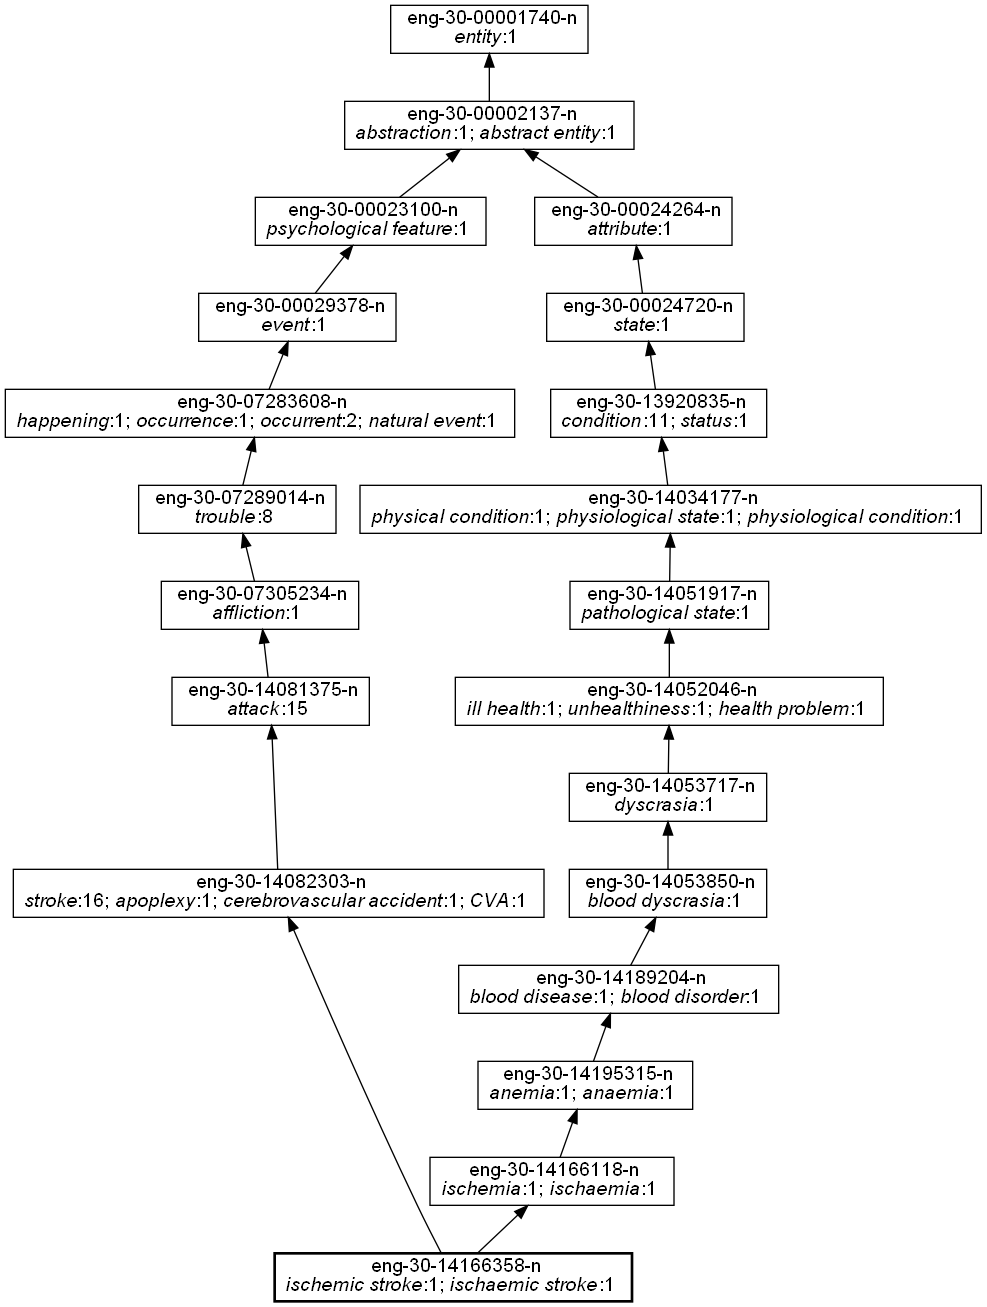 eng-30-00001740-n
entity:1
eng-30-00002137-n
abstraction:1; abstract entity:1
eng-30-00023100-n
psychological feature:1
eng-30-00024264-n
attribute:1
eng-30-00029378-n
event:1
eng-30-00024720-n
state:1
eng-30-07283608-n
happening:1; occurrence:1; occurrent:2; natural event:1
eng-30-13920835-n
condition:11; status:1
eng-30-07289014-n
trouble:8
eng-30-14034177-n
physical condition:1; physiological state:1; physiological condition:1
eng-30-07305234-n
affliction:1
eng-30-14051917-n
pathological state:1
eng-30-14081375-n
attack:15
eng-30-14052046-n
ill health:1; unhealthiness:1; health problem:1
eng-30-14053717-n
dyscrasia:1
eng-30-14082303-n
stroke:16; apoplexy:1; cerebrovascular accident:1; CVA:1
eng-30-14053850-n
blood dyscrasia:1
eng-30-14189204-n
blood disease:1; blood disorder:1
eng-30-14195315-n
anemia:1; anaemia:1
eng-30-14166118-n
ischemia:1; ischaemia:1
eng-30-14166358-n
ischemic stroke:1; ischaemic stroke:1